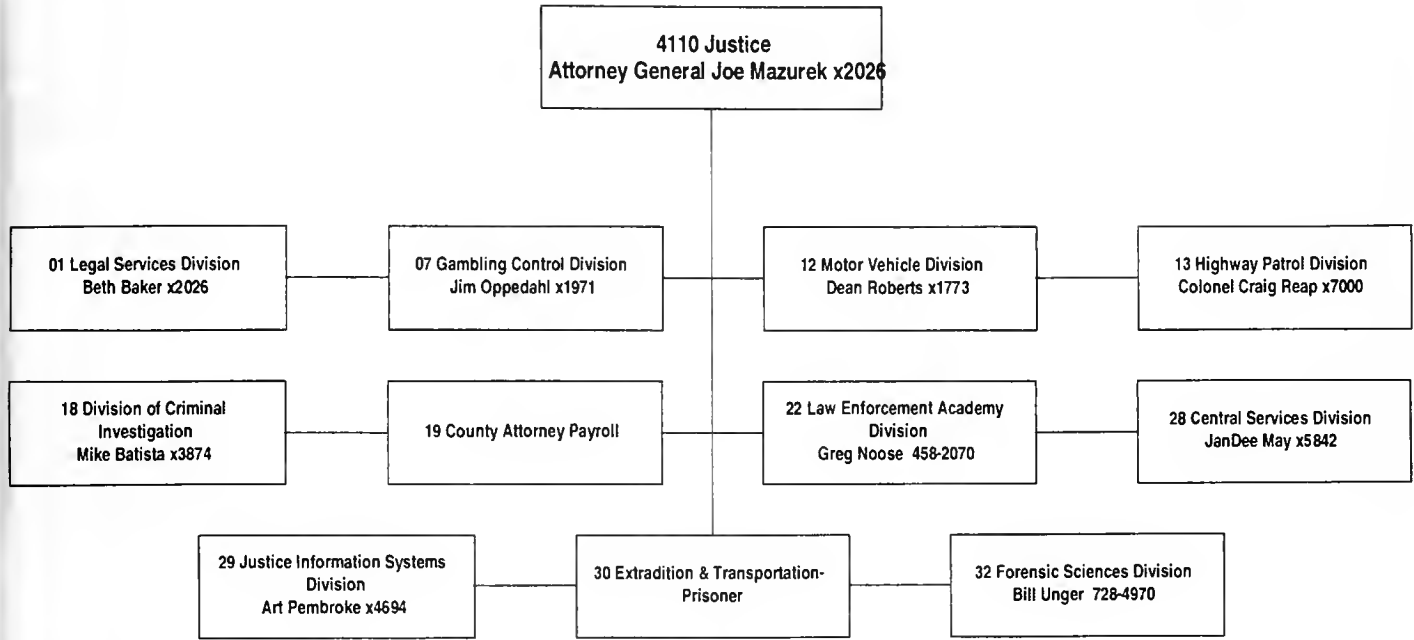 4110 Justice
Attorney General Joe Mazurek x2026
01 Legal Services Division
Beth Baker x2026
07 Gambling Control Division
Jim Oppedahl x1971
12 Motor Vehicle Division
Dean Roberts x1773
13 Highway Patrol Division
Colonel Craig Reap x7000
18 Division of Criminal
Investigation
Mike Batista x3874
19 County Attorney Payroll
22 Law Enforcement Academy
Division
Greg Noose 458-2070
28 Central Services Division
JanDee May x5842
29 Justice Information Systems
Division
Art Pembroke x4694
30 Extradition & Transportation-
Prisoner
32 Forensic Sciences Division
Bill Unger 728-4970